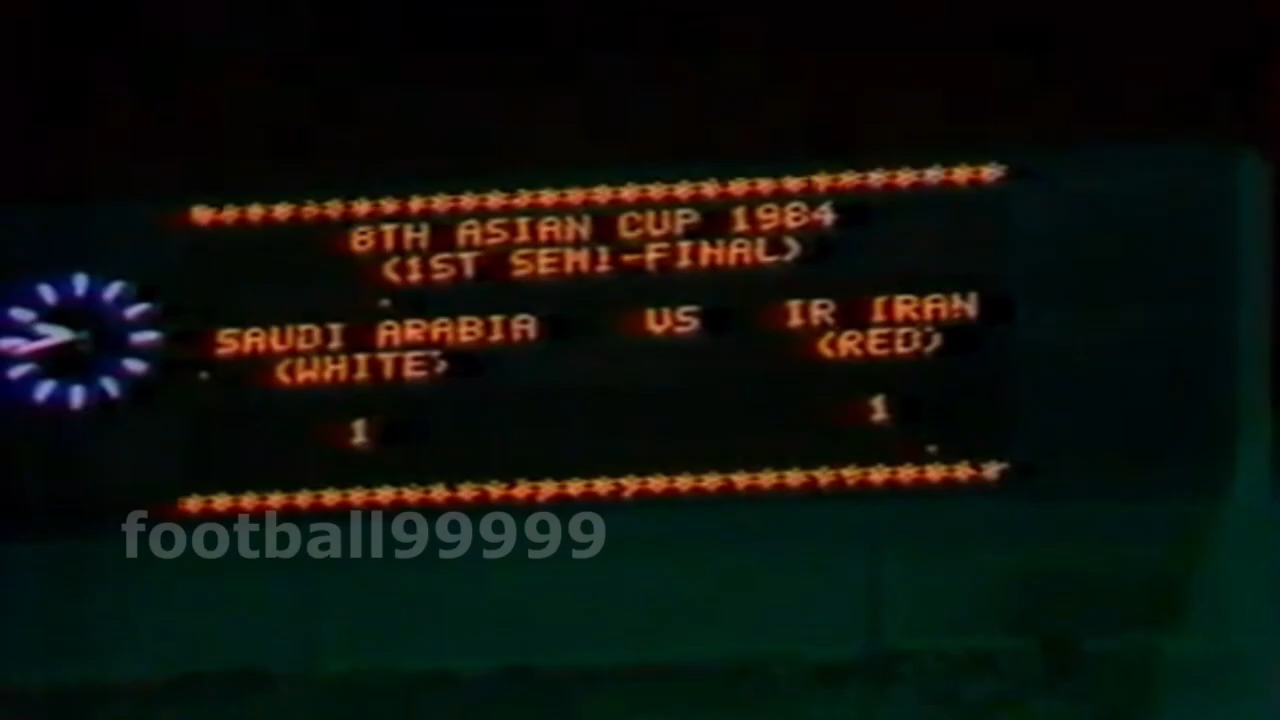 8TH ASIAN CUP 1984
(1ST SEMI-FINAL)
SAUDI ARABIA VS IR IRAN
(WHITE) (RED)
1 1
football99999